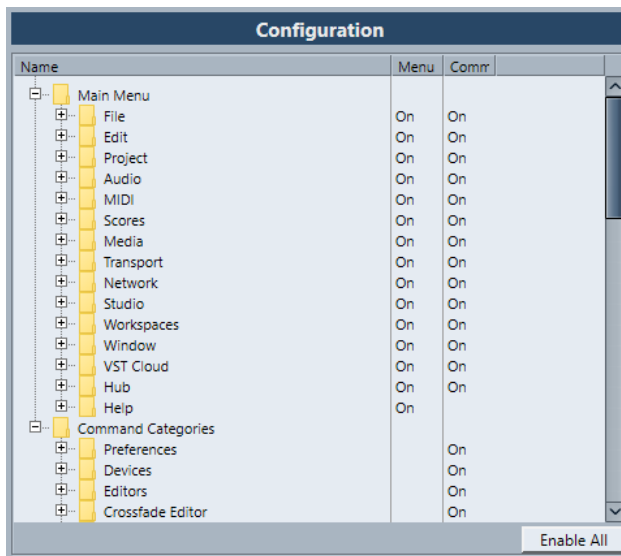 Configuration
Name Menu Comm
Main Menu
File On On
Edit On On
Project On On
Audio On On
MIDI On On
Scores On On
Media On On
Transport On On
Network On On
Studio On On
Workspaces On On
Window On On
VST Cloud On On
Hub On On
Help On
Command Categories
Preferences On
Devices On
Editors On
Crossfade Editor On
Enable All